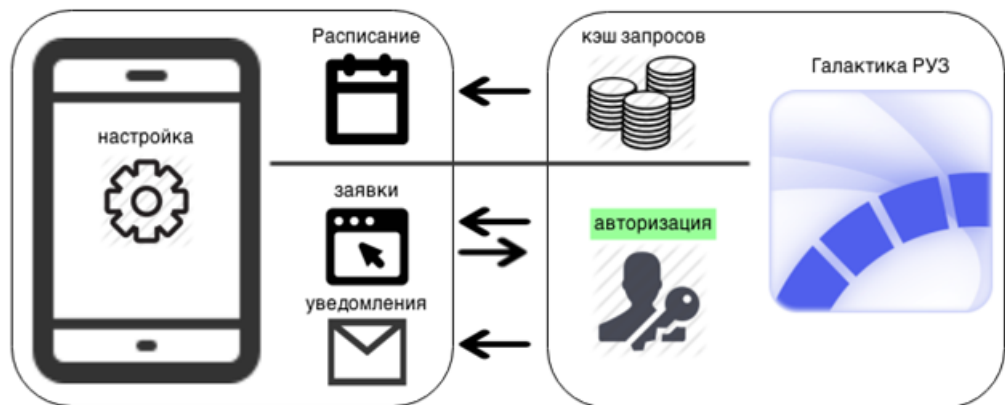 Расписание
кэш запросов
Галактика РУЗ
настройка
заявки
авторизация
уведомления